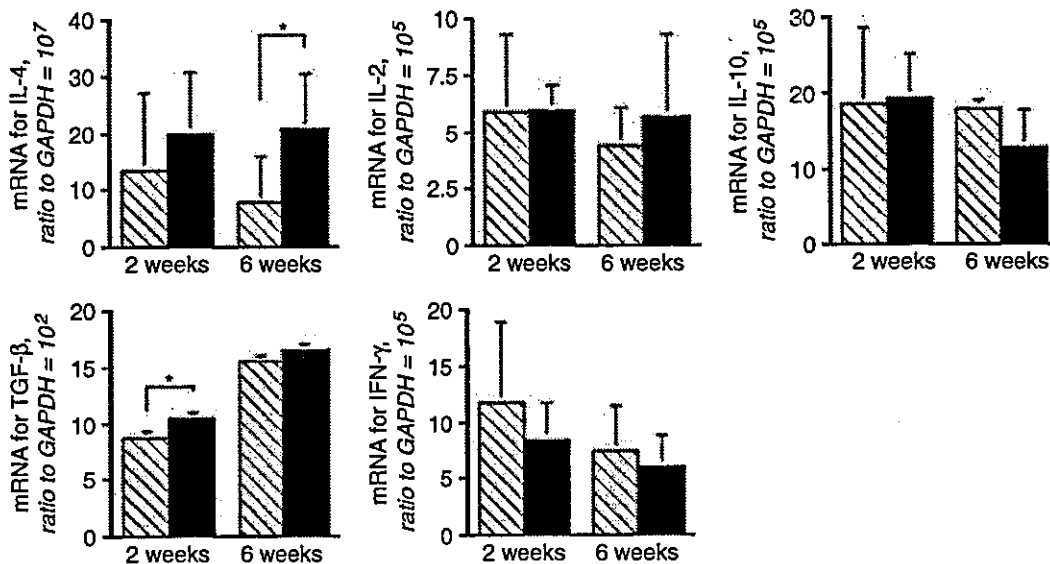 mRNA for IL-4,
ratio to GAPDH = 10⁷
40
30
20
10
0
*
2 weeks 6 weeks
mRNA for IL-2,
ratio to GAPDH = 10⁵
10
7.5
5
2.5
0
2 weeks 6 weeks
mRNA for IL-10,
ratio to GAPDH = 10⁵
30
20
10
0
2 weeks 6 weeks
mRNA for TGF-β,
ratio to GAPDH = 10²
20
15
10
5
0
*
2 weeks 6 weeks
mRNA for IFN-γ,
ratio to GAPDH = 10⁵
20
15
10
5
0
2 weeks 6 weeks